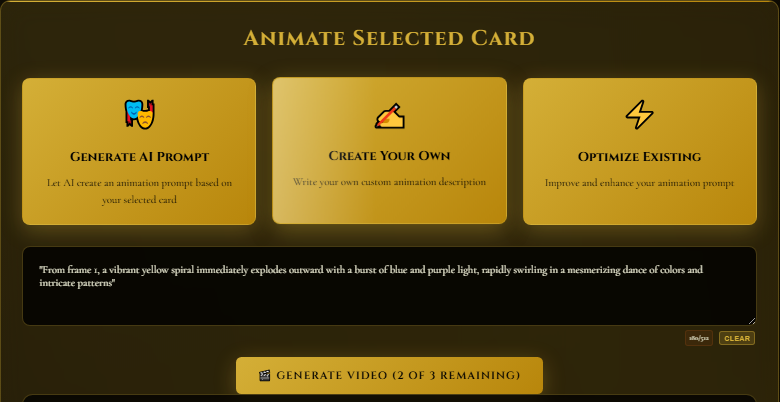 Animate Selected Card
Generate AI Prompt
Let AI create an animation prompt based on
your selected card
Create Your Own
Write your own custom animation description
Optimize Existing
Improve and enhance your animation prompt
"From frame 1, a vibrant yellow spiral immediately explodes outward with a burst of blue and purple light, rapidly swirling in a mesmerizing dance of colors and
intricate patterns"
180/512
CLEAR
GENERATE VIDEO (2 OF 3 REMAINING)